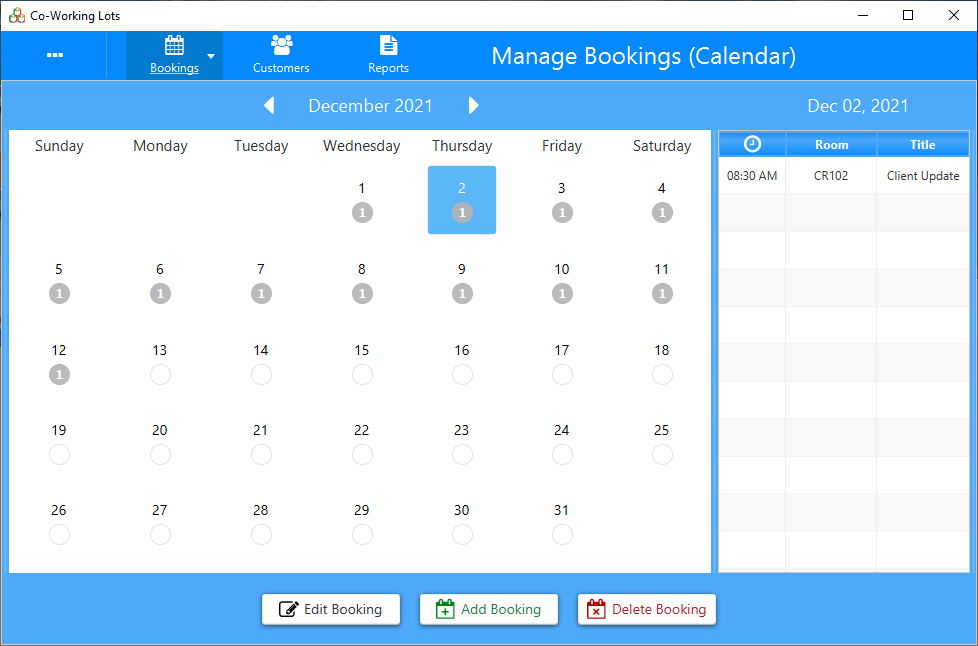 Co-Working Lots
Bookings Customers Reports Manage Bookings (Calendar)
December 2021 Dec 02, 2021
Sunday Monday Tuesday Wednesday Thursday Friday Saturday
Room Title
08:30 AM CR102 Client Update
1 2 3 4
1 1 1 1
5 6 7 8 9 10 11
1 1 1 1 1 1 1
12 13 14 15 16 17 18
1
19 20 21 22 23 24 25
26 27 28 29 30 31
Edit Booking Add Booking Delete Booking